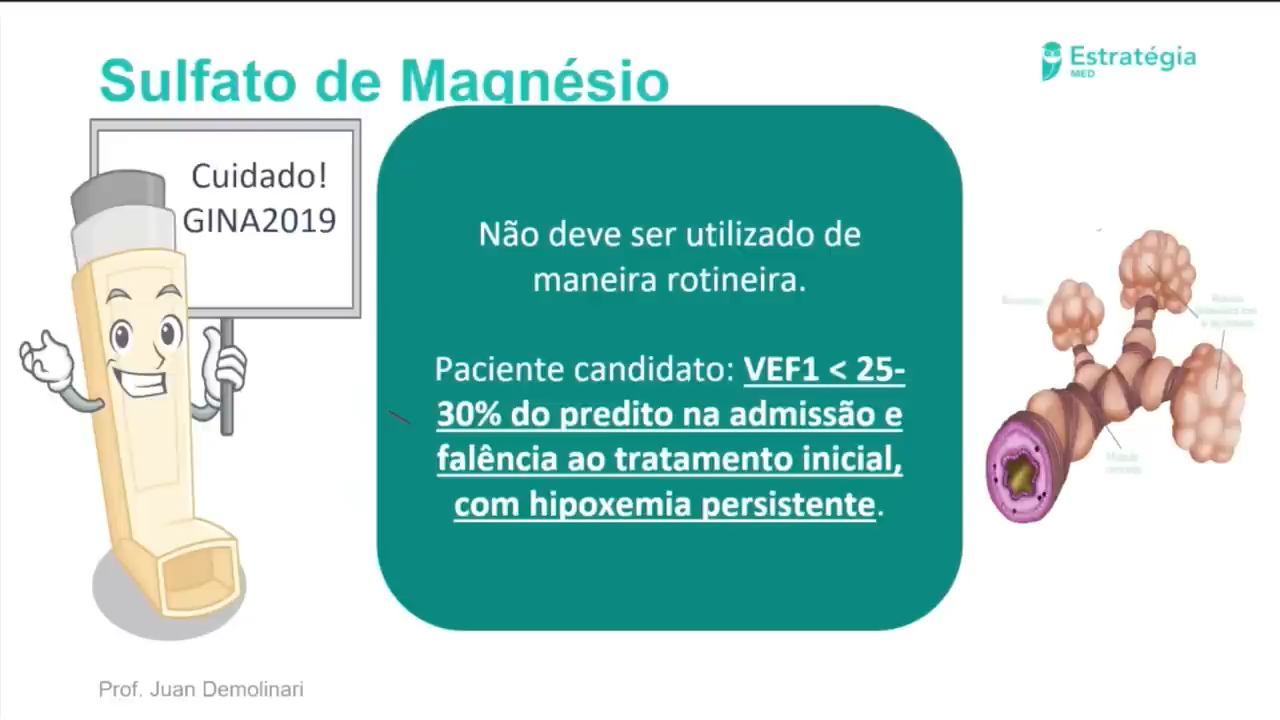 Sulfato de Magnésio
Estratégia
MED
Cuidado!
GINA2019
Não deve ser utilizado de
maneira rotineira.
Paciente candidato: VEF1 < 25-
30% do predito na admissão e
falência ao tratamento inicial,
com hipoxemia persistente.
Prof. Juan Demolinari